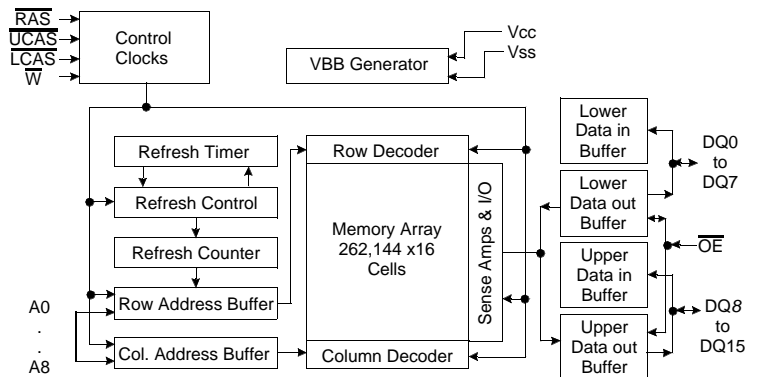 RAS
UCAS
LCAS
W
Control
Clocks
VBB Generator
Vcc
Vss
Refresh Timer
Refresh Control
Refresh Counter
Row Address Buffer
Col. Address Buffer
A0
.
.
A8
Row Decoder
Memory Array
262,144 x16
Cells
Column Decoder
Sense Amps & I/O
Lower
Data in
Buffer
Lower
Data out
Buffer
Upper
Data in
Buffer
Upper
Data out
Buffer
DQ0
to
DQ7
OE
DQ8
to
DQ15